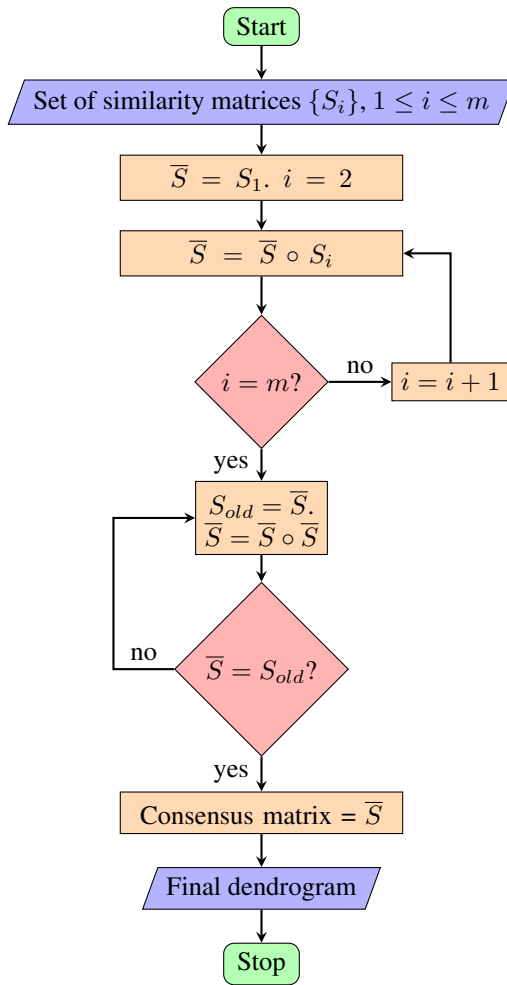 Start
Set of similarity matrices {S_i}, 1 ≤ i ≤ m
S̅ = S_1. i = 2
S̅ = S̅ ∘ S_i
i = m?
no
i = i + 1
yes
S_old = S̅.
S̅ = S̅ ∘ S̅
no
S̅ = S_old?
yes
Consensus matrix = S̅
Final dendrogram
Stop